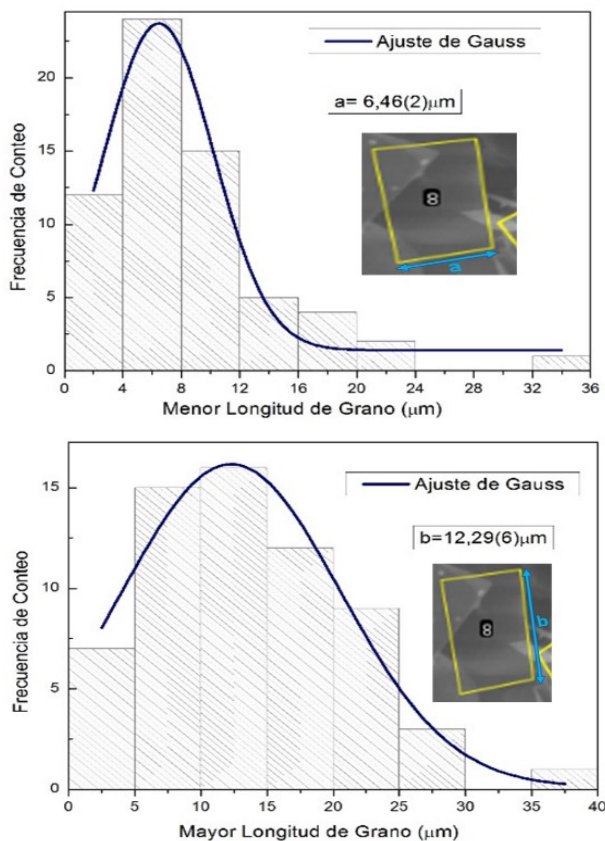 Ajuste de Gauss
a= 6,46(2)μm
8
a
Frecuencia de Conteo
20
15
10
5
0
0 4 8 12 16 20 24 28 32 36
Menor Longitud de Grano (μm)
Ajuste de Gauss
b=12,29(6)μm
8
b
Frecuencia de Conteo
15
10
5
0
0 5 10 15 20 25 30 35 40
Mayor Longitud de Grano (μm)